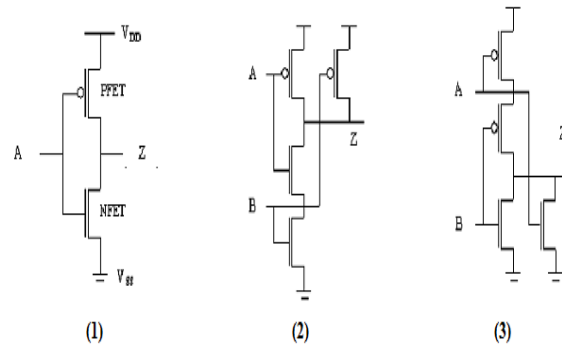 V_DD
PFET
A
Z
NFET
V_SS
(1)
A
Z
B
(2)
A
Z
B
(3)